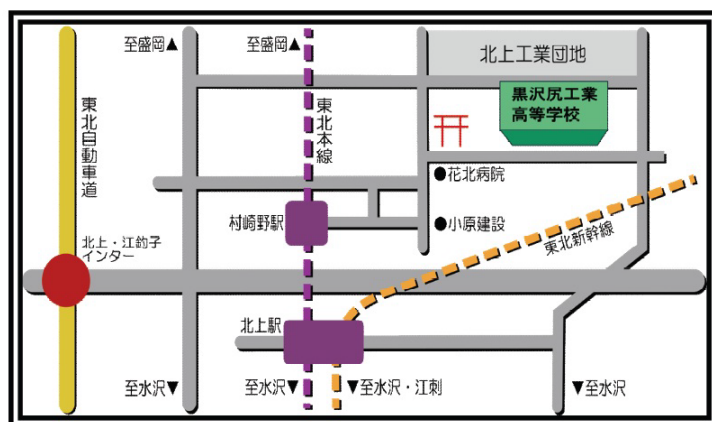 至盛岡▲
至盛岡▲
北上工業団地
黒沢尻工業
高等学校
東北自動車道
東北本線
●花北病院
村崎野駅
●小原建設
東北新幹線
北上・江釣子
インター
北上駅
至水沢▼
至水沢▼
▼至水沢・江刺
▼至水沢